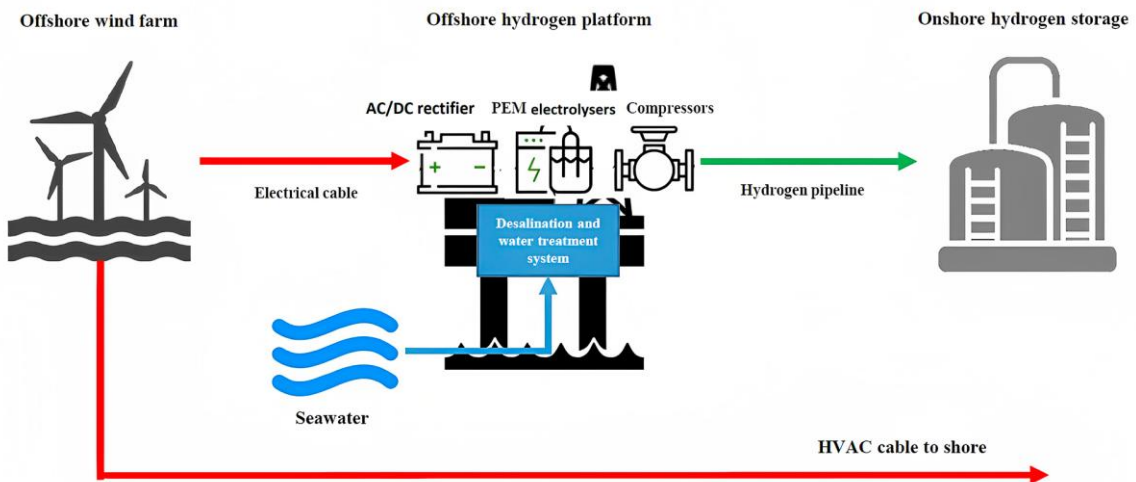 Offshore wind farm
Offshore hydrogen platform
Onshore hydrogen storage
AC/DC rectifier
PEM electrolysers
Compressors
+ −
Electrical cable
Hydrogen pipeline
Desalination and
water treatment
system
Seawater
HVAC cable to shore